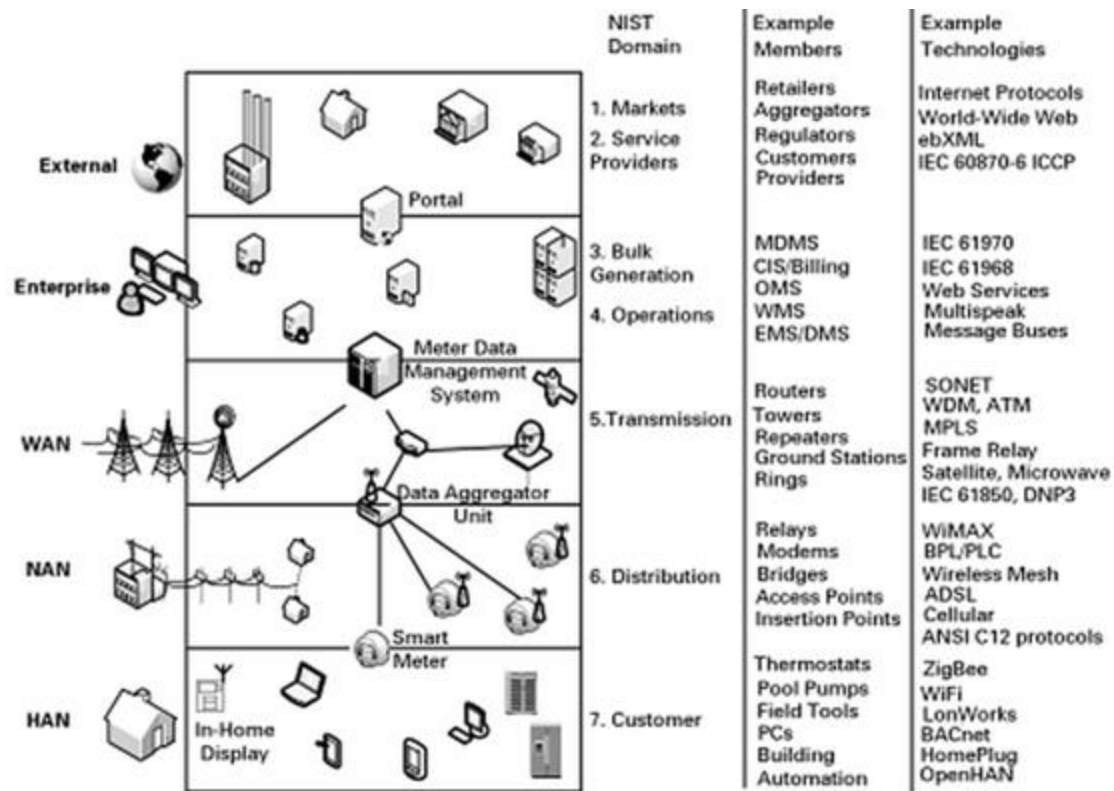 NIST
Domain
Example
Members
Example
Technologies
External
Portal
1. Markets
2. Service
Providers
Retailers
Aggregators
Regulators
Customers
Providers
Internet Protocols
World-Wide Web
ebXML
IEC 60870-6 ICCP
Enterprise
Meter Data
Management
System
3. Bulk
Generation
4. Operations
MDMS
CIS/Billing
OMS
WMS
EMS/DMS
IEC 61970
IEC 61968
Web Services
Multispeak
Message Buses
WAN
Data Aggregator
Unit
5.Transmission
Routers
Towers
Repeaters
Ground Stations
Rings
SONET
WDM, ATM
MPLS
Frame Relay
Satellite, Microwave
IEC 61850, DNP3
NAN
Smart
Meter
6. Distribution
Relays
Modems
Bridges
Access Points
Insertion Points
WiMAX
BPL/PLC
Wireless Mesh
ADSL
Cellular
ANSI C12 protocols
HAN
In-Home
Display
7. Customer
Thermostats
Pool Pumps
Field Tools
PCs
Building
Automation
ZigBee
WiFi
LonWorks
BACnet
HomePlug
OpenHAN